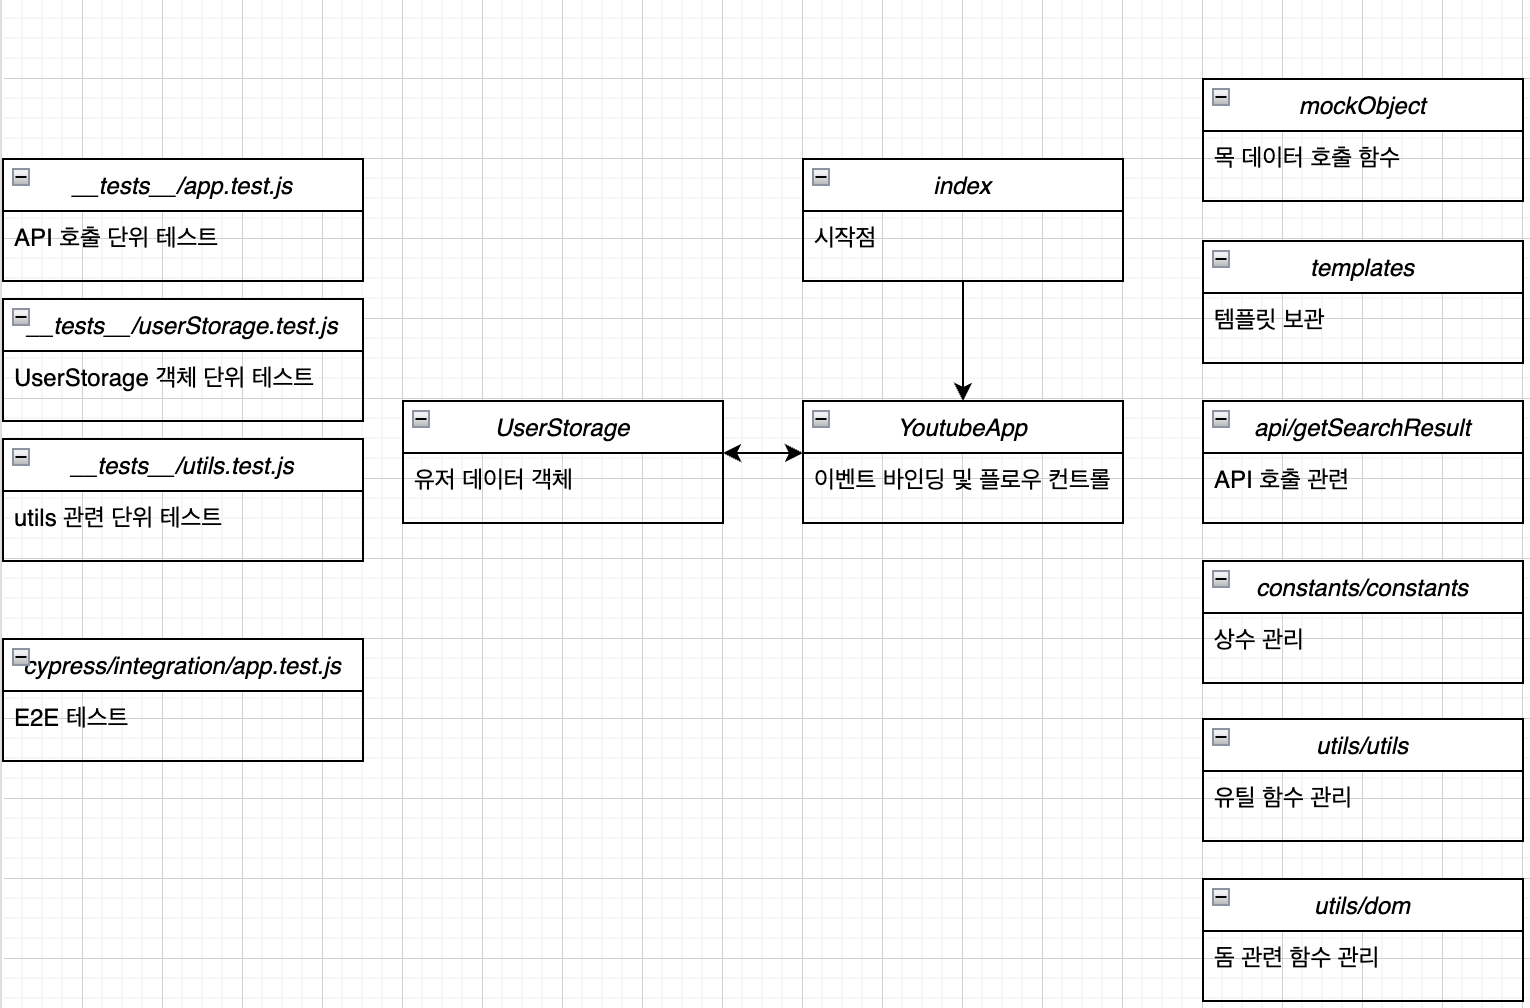 __tests__/app.test.js
API 호출 단위 테스트
__tests__/userStorage.test.js
UserStorage 객체 단위 테스트
__tests__/utils.test.js
utils 관련 단위 테스트
cypress/integration/app.test.js
E2E 테스트
UserStorage
유저 데이터 객체
index
시작점
YoutubeApp
이벤트 바인딩 및 플로우 컨트롤
mockObject
목 데이터 호출 함수
templates
템플릿 보관
api/getSearchResult
API 호출 관련
constants/constants
상수 관리
utils/utils
유틸 함수 관리
utils/dom
돔 관련 함수 관리